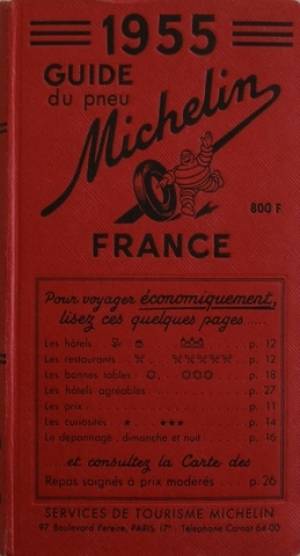 1955
GUIDE
du pneu
Michelin
800 F
FRANCE
Pour voyager économiquement,
lisez ces quelques pages.....
Les hôtels p. 12
Les restaurants p. 12
Les bonnes tables p. 18
Les hôtels agréables p. 27
Les prix p. 11
Les curiosités p. 14
Le dépannage, dimanche et nuit p. 16
...et consultez la Carte des
Repas soignés à prix modérés p. 26
SERVICES DE TOURISME MICHELIN
97 Boulevard Pereire, PARIS 17e - Téléphone Carnot 64-00